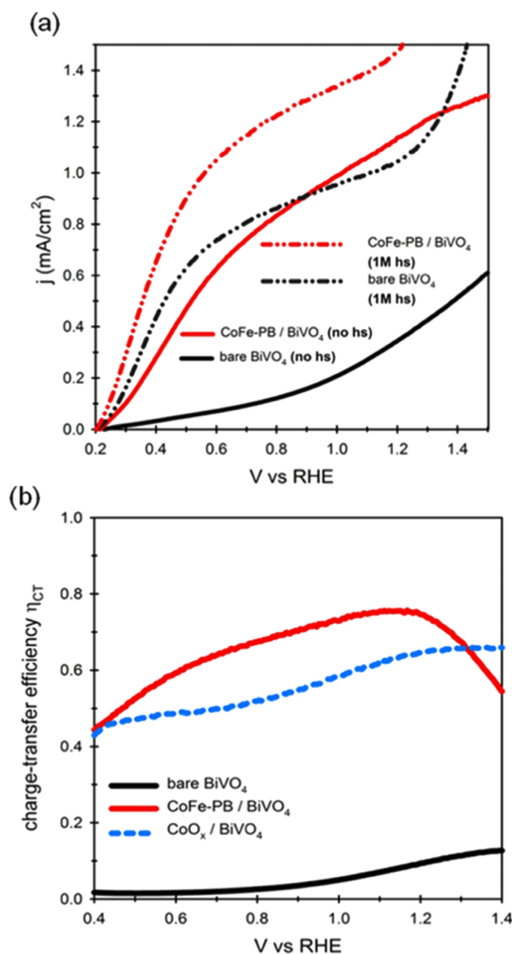 (a)
1.4
1.2
1.0
0.8
0.6
0.4
0.2
0.0
j (mA/cm²)
CoFe-PB / BiVO₄
(1M hs)
bare BiVO₄
(1M hs)
CoFe-PB / BiVO₄ (no hs)
bare BiVO₄ (no hs)
0.2 0.4 0.6 0.8 1.0 1.2 1.4
V vs RHE
(b)
1.0
0.8
0.6
0.4
0.2
0.0
charge-transfer efficiency ηCT
bare BiVO₄
CoFe-PB / BiVO₄
CoOₓ / BiVO₄
0.4 0.6 0.8 1.0 1.2 1.4
V vs RHE